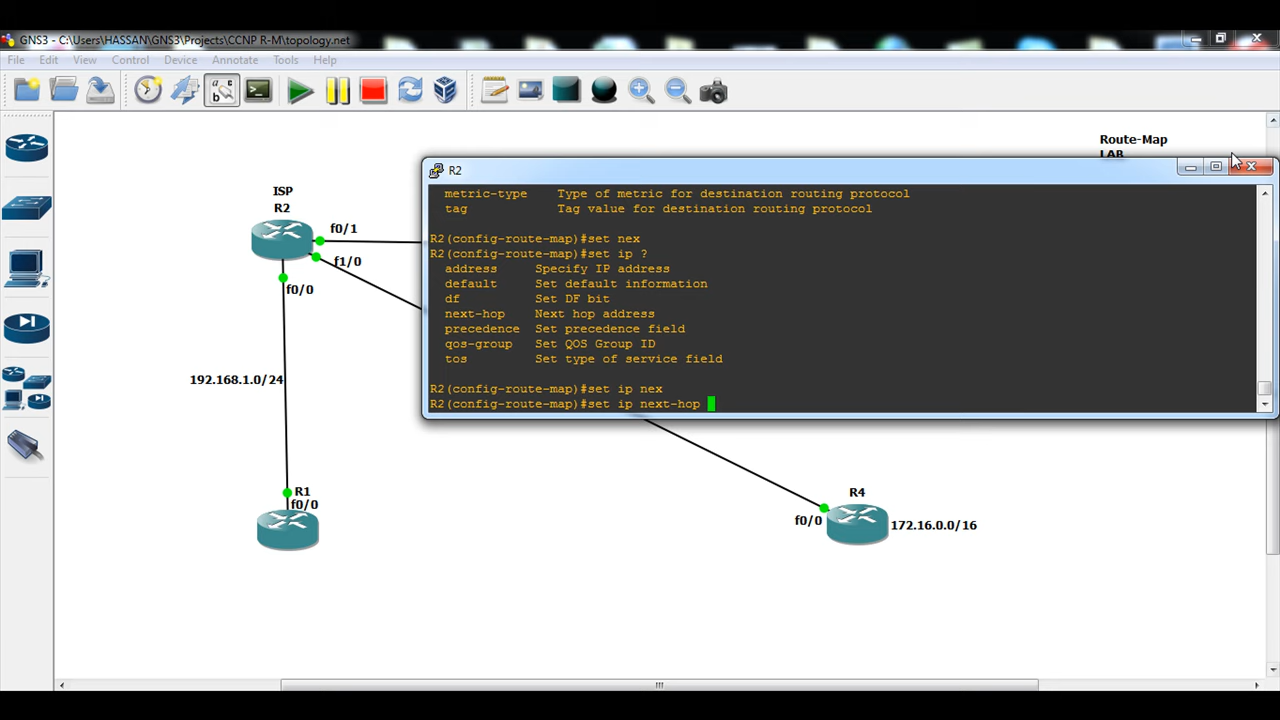 GNS3 - C:\Users\HASSAN\GNS3\Projects\CCNP R-M\topology.net
File Edit View Control Device Annotate Tools Help
Route-Map
LAB
ISP
R2
f0/1
f1/0
f0/0
192.168.1.0/24
R1
f0/0
R2
metric-type Type of metric for destination routing protocol
tag Tag value for destination routing protocol
R2(config-route-map)#set nex
R2(config-route-map)#set ip ?
address Specify IP address
default Set default information
df Set DF bit
next-hop Next hop address
precedence Set precedence field
qos-group Set QOS Group ID
tos Set type of service field
R2(config-route-map)#set ip nex
R2(config-route-map)#set ip next-hop
R4
f0/0
172.16.0.0/16